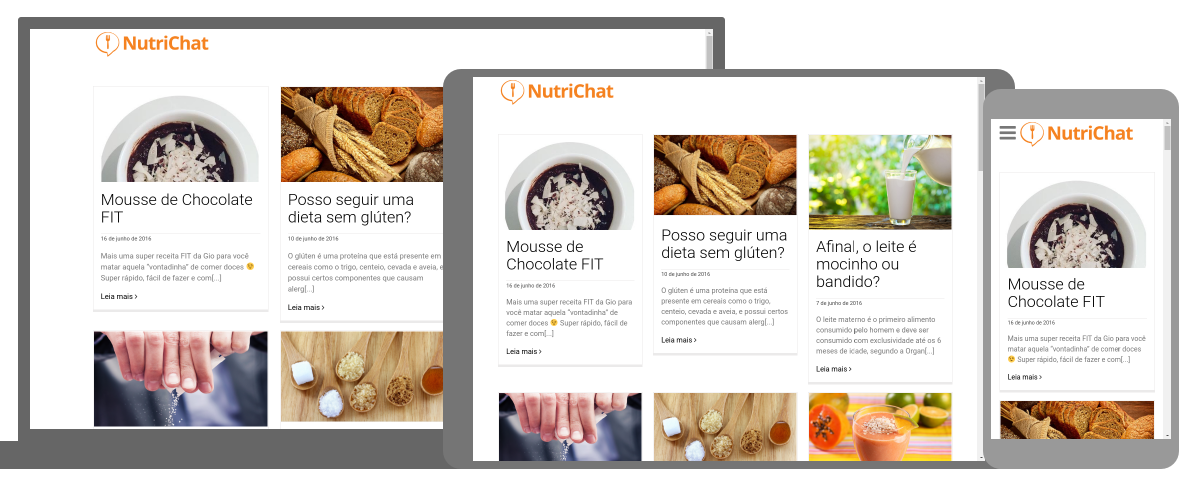 NutriChat
Mousse de Chocolate
FIT
16 de junho de 2016
Mais uma super receita FIT da Gio para você
matar aquela "vontadinha" de comer doces 😉
Super rápido, fácil de fazer e com[...]
Leia mais ›
Posso seguir uma
dieta sem glúten?
10 de junho de 2016
O glúten é uma proteína que está presente em
cereais como o trigo, centeio, cevada e aveia, e
possui certos componentes que causam
alerg[...]
Leia mais ›
NutriChat
Mousse de
Chocolate FIT
16 de junho de 2016
Mais uma super receita FIT da Gio para
você matar aquela "vontadinha" de
comer doces 😉 Super rápido, fácil de
fazer e com[...]
Leia mais ›
Posso seguir uma
dieta sem glúten?
10 de junho de 2016
O glúten é uma proteína que está
presente em cereais como o trigo,
centeio, cevada e aveia, e possui certos
componentes que causam alerg[...]
Leia mais ›
Afinal, o leite é
mocinho ou
bandido?
7 de junho de 2016
O leite materno é o primeiro alimento
consumido pelo homem e deve ser
consumido com exclusividade até os 6
meses de icade, segundo a Organ[...]
Leia mais ›
NutriChat
Mousse de
Chocolate FIT
16 de junho de 2016
Mais uma super receita FIT da Gio para você
matar aquela "vontadinha" de comer doces
😉 Super rápido, fácil de fazer e com[...]
Leia mais ›